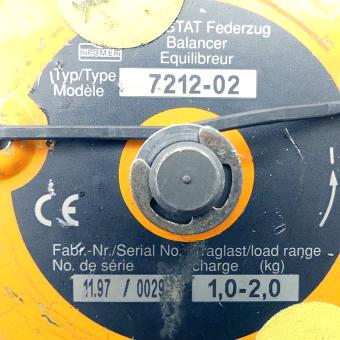 STAT Federzug
KROMER Balancer
Equilibreur
Typ/Type 7212-02
Modèle
CE
Fabr.-Nr./Serial No. Traglast/load range
No. de série charge (kg)
11.97 / 0029 1,0-2,0